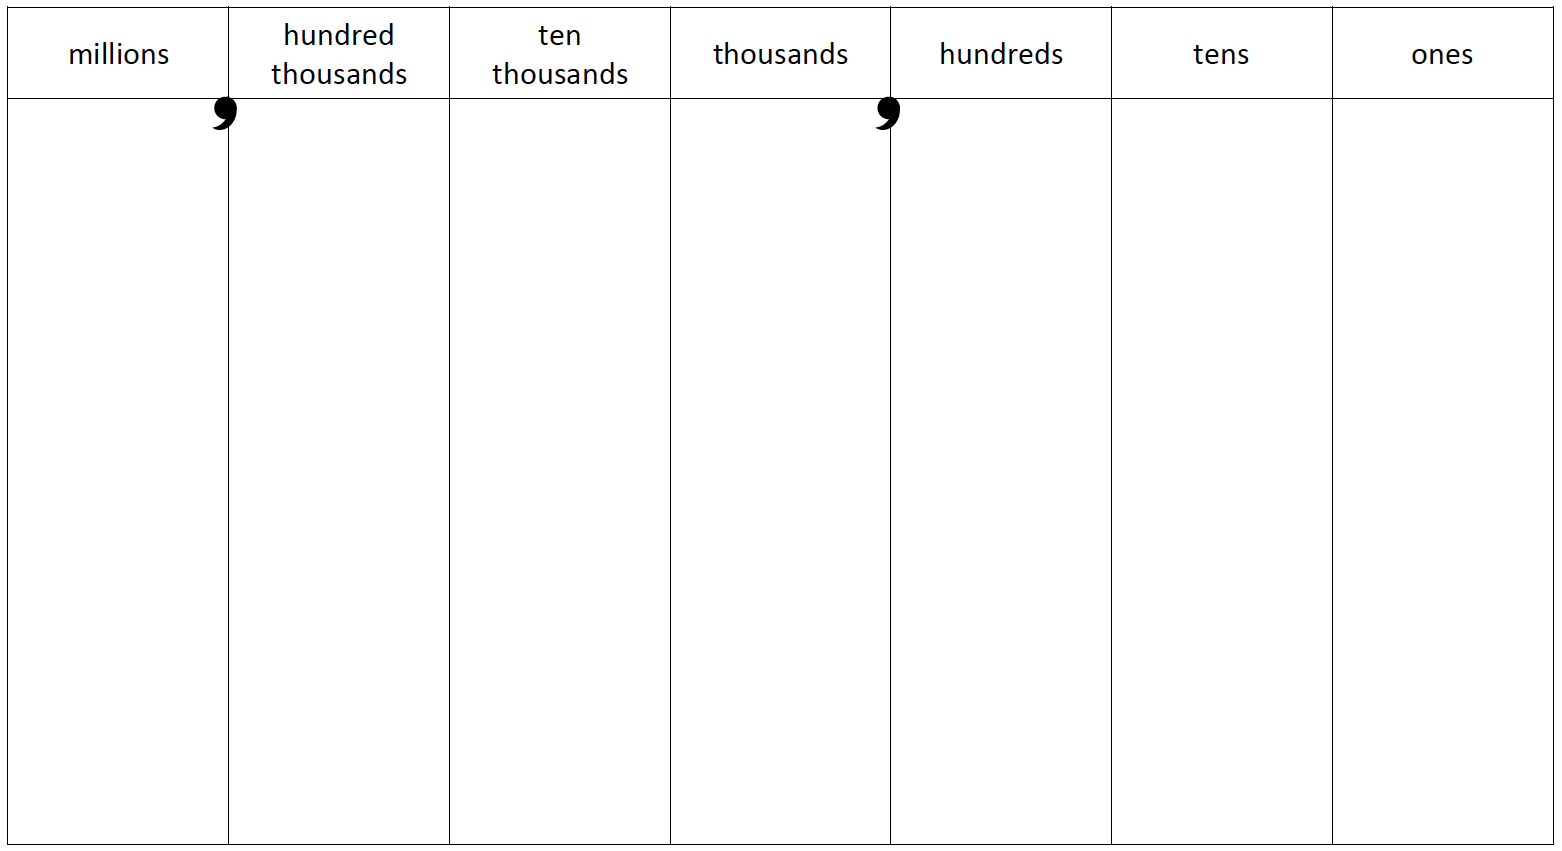 millions
hundred
thousands
ten
thousands
thousands
hundreds
tens
ones
, ,